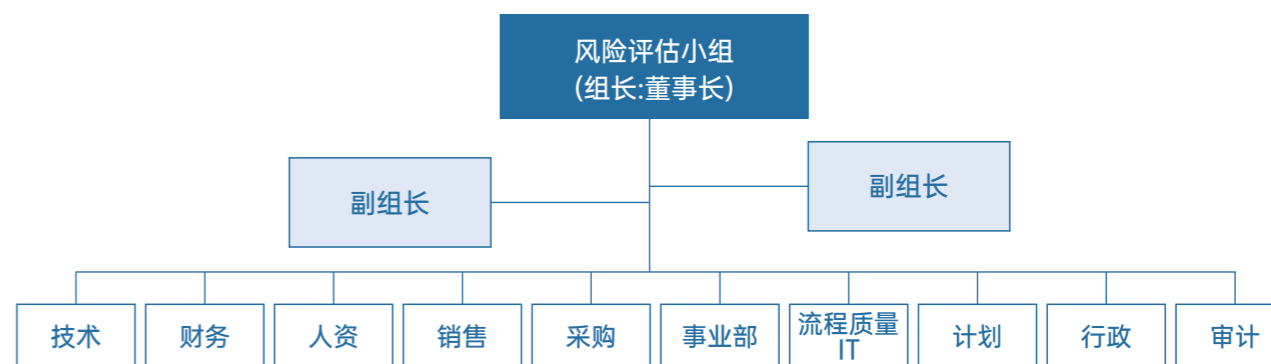 风险评估小组
(组长:董事长)
副组长
副组长
技术
财务
人资
销售
采购
事业部
流程质量
IT
计划
行政
审计